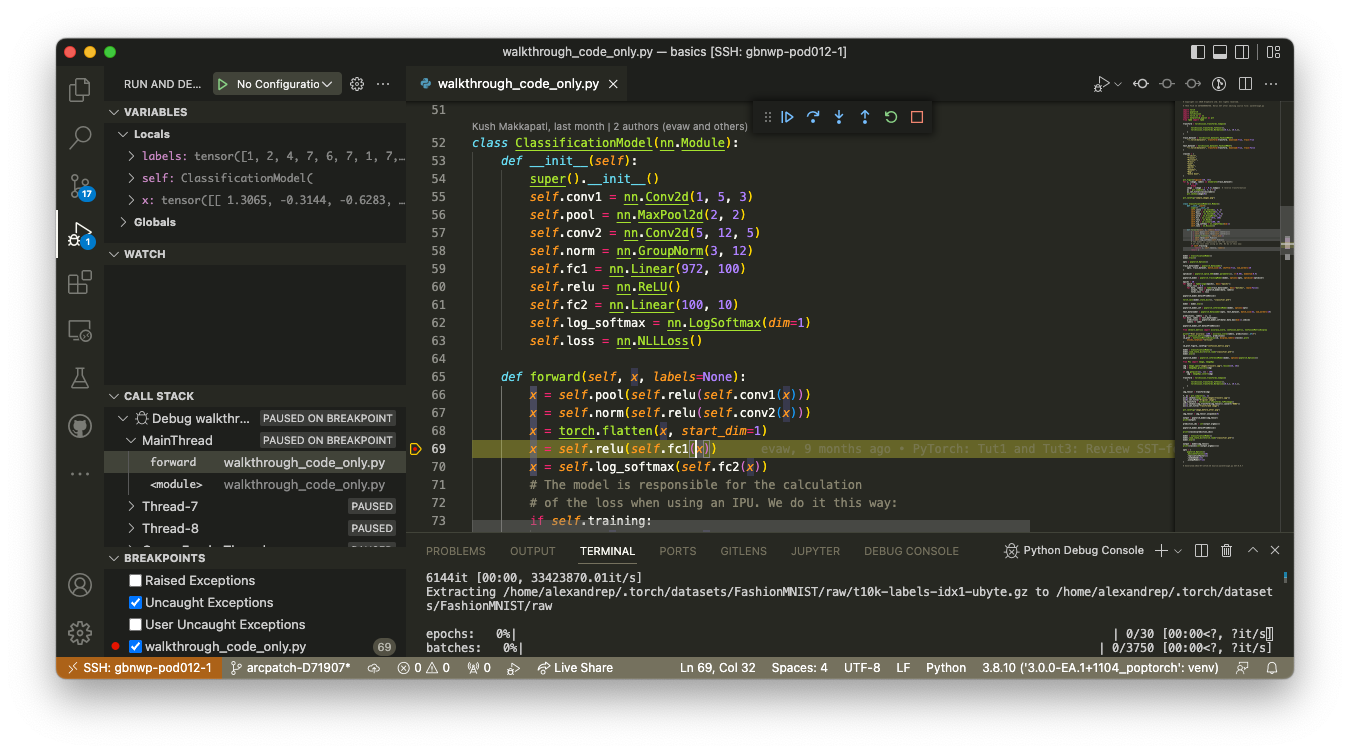 walkthrough_code_only.py — basics [SSH: gbnwp-pod012-1]
RUN AND DE...
No Configuratio
walkthrough_code_only.py
VARIABLES
Locals
labels: tensor([1, 2, 4, 7, 6, 7, 1, 7,...
self: ClassificationModel(
x: tensor([[ 1.3065, -0.3144, -0.6283, ...
Globals
WATCH
CALL STACK
Debug walkthr... PAUSED ON BREAKPOINT
MainThread PAUSED ON BREAKPOINT
forward walkthrough_code_only.py
<module> walkthrough_code_only.py
Thread-7 PAUSED
Thread-8 PAUSED
BREAKPOINTS
Raised Exceptions
Uncaught Exceptions
User Uncaught Exceptions
walkthrough_code_only.py 69
17
1
51
Kush Makkapati, last month | 2 authors (evaw and others)
52 class ClassificationModel(nn.Module):
53 def __init__(self):
54 super().__init__()
55 self.conv1 = nn.Conv2d(1, 5, 3)
56 self.pool = nn.MaxPool2d(2, 2)
57 self.conv2 = nn.Conv2d(5, 12, 5)
58 self.norm = nn.GroupNorm(3, 12)
59 self.fc1 = nn.Linear(972, 100)
60 self.relu = nn.ReLU()
61 self.fc2 = nn.Linear(100, 10)
62 self.log_softmax = nn.LogSoftmax(dim=1)
63 self.loss = nn.NLLLoss()
64
65 def forward(self, x, labels=None):
66 x = self.pool(self.relu(self.conv1(x)))
67 x = self.norm(self.relu(self.conv2(x)))
68 x = torch.flatten(x, start_dim=1)
69 x = self.relu(self.fc1(x)) evaw, 9 months ago • PyTorch: Tut1 and Tut3: Review SST-f
70 x = self.log_softmax(self.fc2(x))
71 # The model is responsible for the calculation
72 # of the loss when using an IPU. We do it this way:
73 if self.training:
PROBLEMS OUTPUT TERMINAL PORTS GITLENS JUPYTER DEBUG CONSOLE Python Debug Console
6144it [00:00, 33423870.01it/s]
Extracting /home/alexandrep/.torch/datasets/FashionMNIST/raw/t10k-labels-idx1-ubyte.gz to /home/alexandrep/.torch/dataset
s/FashionMNIST/raw
epochs: 0%| | 0/30 [00:00<?, ?it/s]
batches: 0%| | 0/3750 [00:00<?, ?it/s]
SSH: gbnwp-pod012-1 arcpatch-D71907* 0 0 0 Live Share Ln 69, Col 32 Spaces: 4 UTF-8 LF Python 3.8.10 ('3.0.0-EA.1+1104_poptorch': venv)